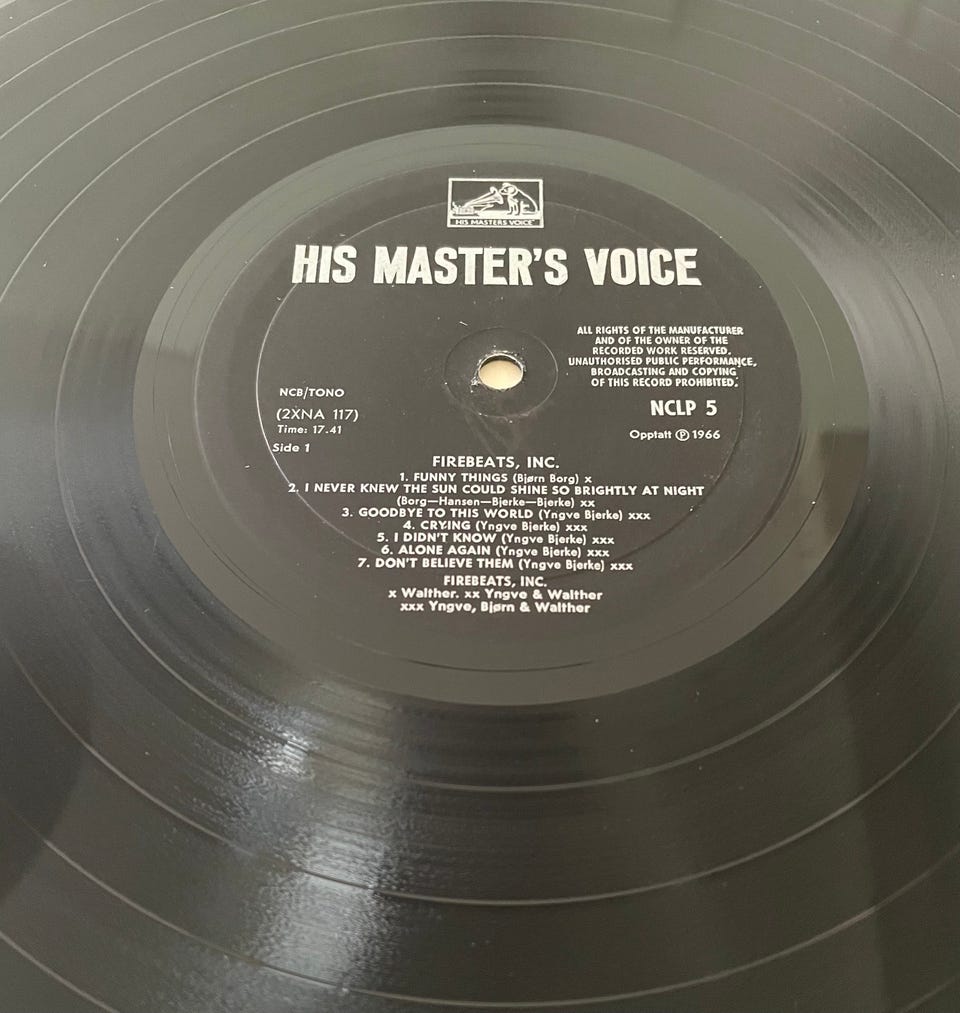 HIS MASTERS VOICE
HIS MASTER'S VOICE
ALL RIGHTS OF THE MANUFACTURER
AND OF THE OWNER OF THE
RECORDED WORK RESERVED.
UNAUTHORISED PUBLIC PERFORMANCE,
BROADCASTING AND COPYING
OF THIS RECORD PROHIBITED.
NCB/TONO
(2XNA 117)
Time: 17.41
Side 1
NCLP 5
Opptatt Ⓟ 1966
FIREBEATS, INC.
1. FUNNY THINGS (Bjørn Borg) x
2. I NEVER KNEW THE SUN COULD SHINE SO BRIGHTLY AT NIGHT
(Borg—Hansen—Bjerke—Bjerke) xx
3. GOODBYE TO THIS WORLD (Yngve Bjerke) xxx
4. CRYING (Yngve Bjerke) xxx
5. I DIDN'T KNOW (Yngve Bjerke) xxx
6. ALONE AGAIN (Yngve Bjerke) xxx
7. DON'T BELIEVE THEM (Yngve Bjerke) xxx
FIREBEATS, INC.
x Walther. xx Yngve & Walther
xxx Yngve, Bjørn & Walther